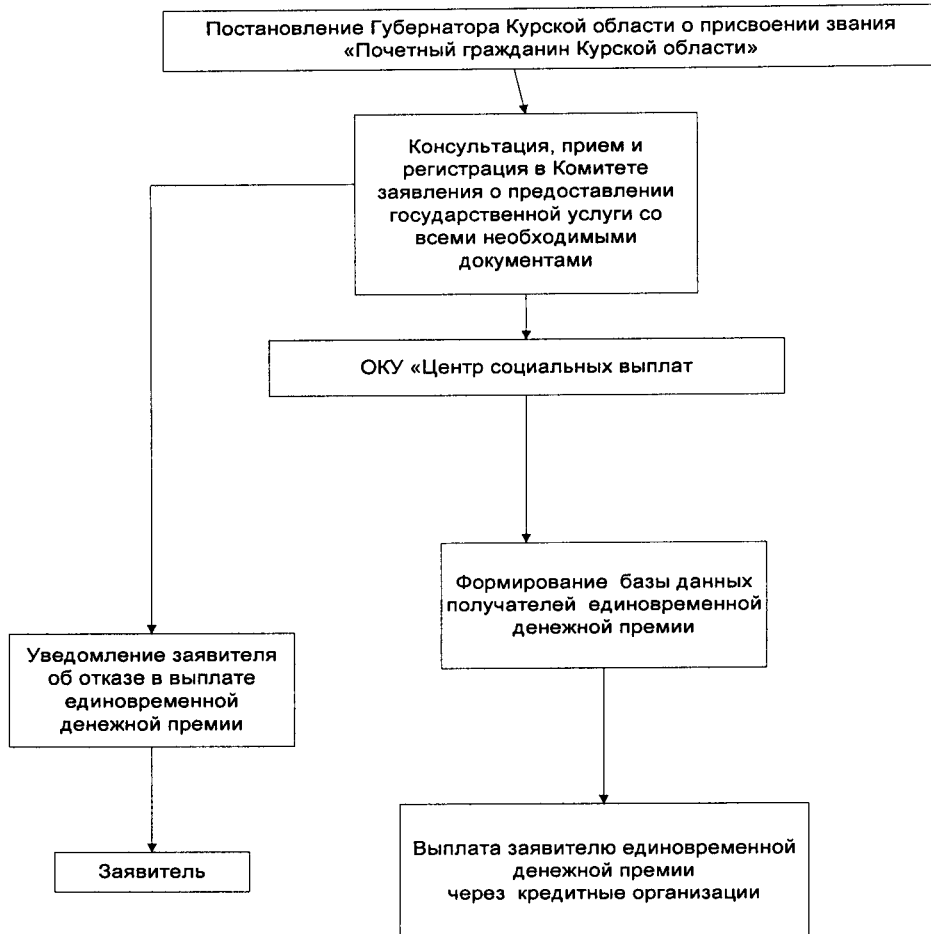 Постановление Губернатора Курской области о присвоении звания
«Почетный гражданин Курской области»
Консультация, прием и
регистрация в Комитете
заявления о предоставлении
государственной услуги со
всеми необходимыми
документами
ОКУ «Центр социальных выплат
Формирование базы данных
получателей единовременной
денежной премии
Уведомление заявителя
об отказе в выплате
единовременной
денежной премии
Заявитель
Выплата заявителю единовременной
денежной премии
через кредитные организации